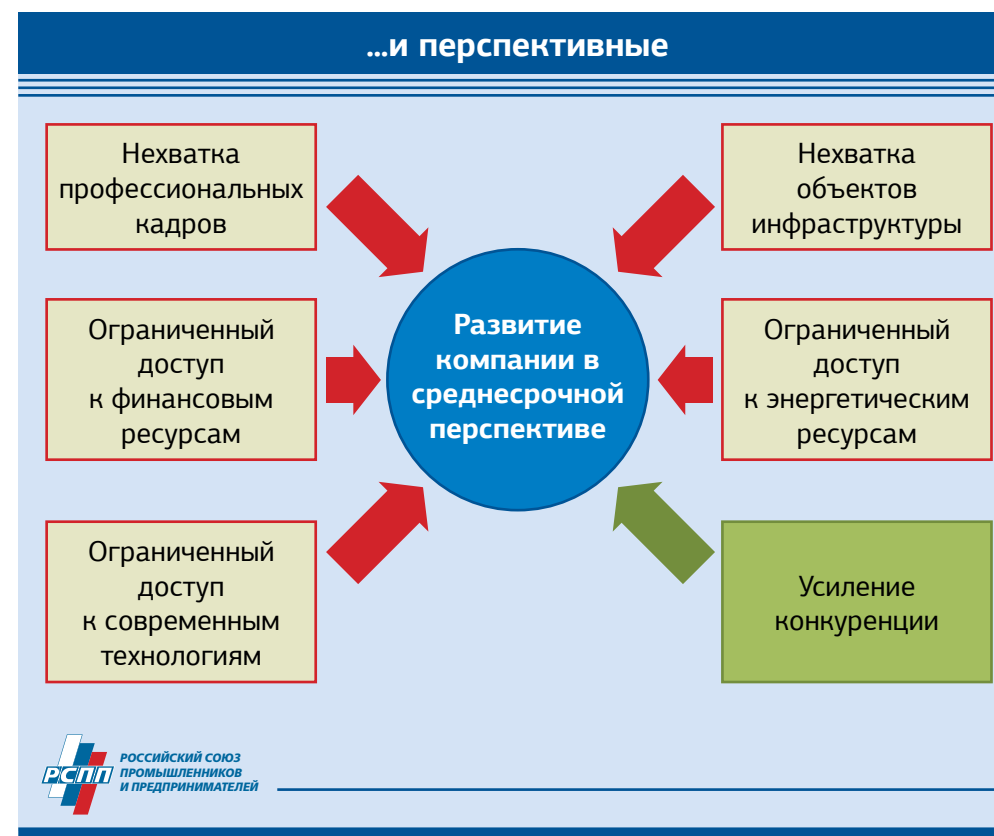 ...и перспективные
Нехватка
профессиональных
кадров
Нехватка
объектов
инфраструктуры
Ограниченный
доступ
к финансовым
ресурсам
Развитие
компании в
среднесрочной
перспективе
Ограниченный
доступ
к энергетическим
ресурсам
Ограниченный
доступ
к современным
технологиям
Усиление
конкуренции
РСПП
РОССИЙСКИЙ СОЮЗ
ПРОМЫШЛЕННИКОВ
И ПРЕДПРИНИМАТЕЛЕЙ